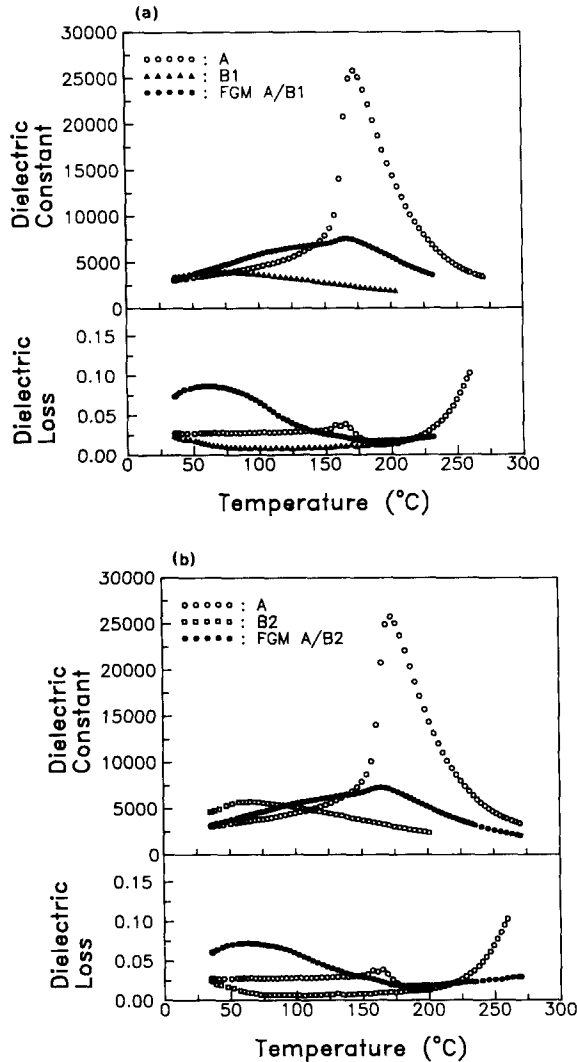 (a)
30000
25000
20000
15000
10000
5000
0
Dielectric
Constant
: A
: B1
: FGM A/B1
0.15
0.10
0.05
0.00
Dielectric
Loss
0 50 100 150 200 250 300
Temperature (°C)
(b)
30000
25000
20000
15000
10000
5000
0
Dielectric
Constant
: A
: B2
: FGM A/B2
0.15
0.10
0.05
0.00
Dielectric
Loss
0 50 100 150 200 250 300
Temperature (°C)